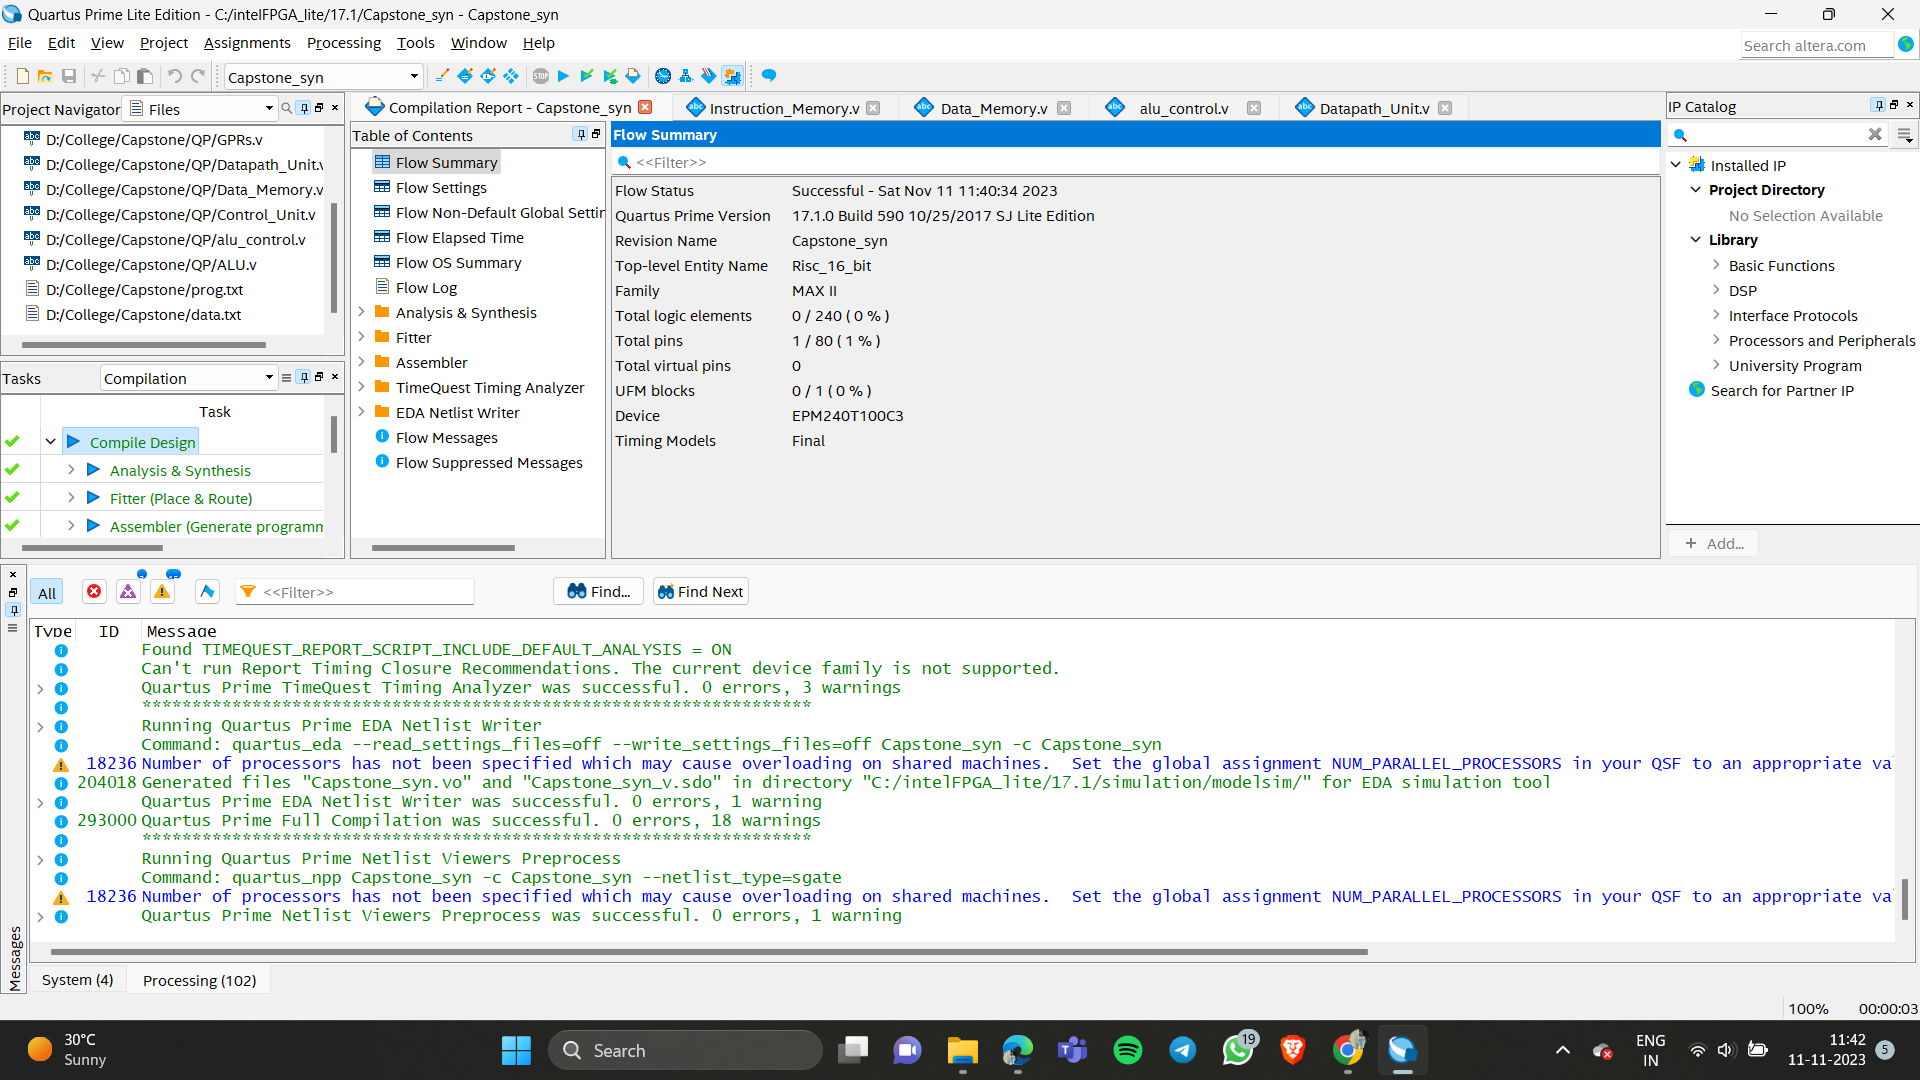 Quartus Prime Lite Edition - C:/intelFPGA_lite/17.1/Capstone_syn - Capstone_syn
File Edit View Project Assignments Processing Tools Window Help
Search altera.com
Capstone_syn
Project Navigator Files
D:/College/Capstone/QP/GPRs.v
D:/College/Capstone/QP/Datapath_Unit.v
D:/College/Capstone/QP/Data_Memory.v
D:/College/Capstone/QP/Control_Unit.v
D:/College/Capstone/QP/alu_control.v
D:/College/Capstone/QP/ALU.v
D:/College/Capstone/prog.txt
D:/College/Capstone/data.txt
Tasks Compilation
Task
Compile Design
Analysis & Synthesis
Fitter (Place & Route)
Assembler (Generate programm
Compilation Report - Capstone_syn Instruction_Memory.v Data_Memory.v alu_control.v Datapath_Unit.v
Table of Contents
Flow Summary
Flow Settings
Flow Non-Default Global Settir
Flow Elapsed Time
Flow OS Summary
Flow Log
Analysis & Synthesis
Fitter
Assembler
TimeQuest Timing Analyzer
EDA Netlist Writer
Flow Messages
Flow Suppressed Messages
Flow Summary
<<Filter>>
Flow Status Successful - Sat Nov 11 11:40:34 2023
Quartus Prime Version 17.1.0 Build 590 10/25/2017 SJ Lite Edition
Revision Name Capstone_syn
Top-level Entity Name Risc_16_bit
Family MAX II
Total logic elements 0 / 240 ( 0 % )
Total pins 1 / 80 ( 1 % )
Total virtual pins 0
UFM blocks 0 / 1 ( 0 % )
Device EPM240T100C3
Timing Models Final
IP Catalog
Installed IP
Project Directory
No Selection Available
Library
Basic Functions
DSP
Interface Protocols
Processors and Peripherals
University Program
Search for Partner IP
+ Add...
All <<Filter>> Find... Find Next
Type ID Message
Found TIMEQUEST_REPORT_SCRIPT_INCLUDE_DEFAULT_ANALYSIS = ON
Can't run Report Timing Closure Recommendations. The current device family is not supported.
Quartus Prime TimeQuest Timing Analyzer was successful. 0 errors, 3 warnings
*******************************************************************
Running Quartus Prime EDA Netlist Writer
Command: quartus_eda --read_settings_files=off --write_settings_files=off Capstone_syn -c Capstone_syn
18236 Number of processors has not been specified which may cause overloading on shared machines.  Set the global assignment NUM_PARALLEL_PROCESSORS in your QSF to an appropriate va
204018 Generated files "Capstone_syn.vo" and "Capstone_syn_v.sdo" in directory "C:/intelFPGA_lite/17.1/simulation/modelsim/" for EDA simulation tool
Quartus Prime EDA Netlist Writer was successful. 0 errors, 1 warning
293000 Quartus Prime Full Compilation was successful. 0 errors, 18 warnings
*******************************************************************
Running Quartus Prime Netlist Viewers Preprocess
Command: quartus_npp Capstone_syn -c Capstone_syn --netlist_type=sgate
18236 Number of processors has not been specified which may cause overloading on shared machines.  Set the global assignment NUM_PARALLEL_PROCESSORS in your QSF to an appropriate va
Quartus Prime Netlist Viewers Preprocess was successful. 0 errors, 1 warning
Messages
System (4) Processing (102)
100% 00:00:03
30°C
Sunny
Search
19
ENG
IN
11:42
11-11-2023
5